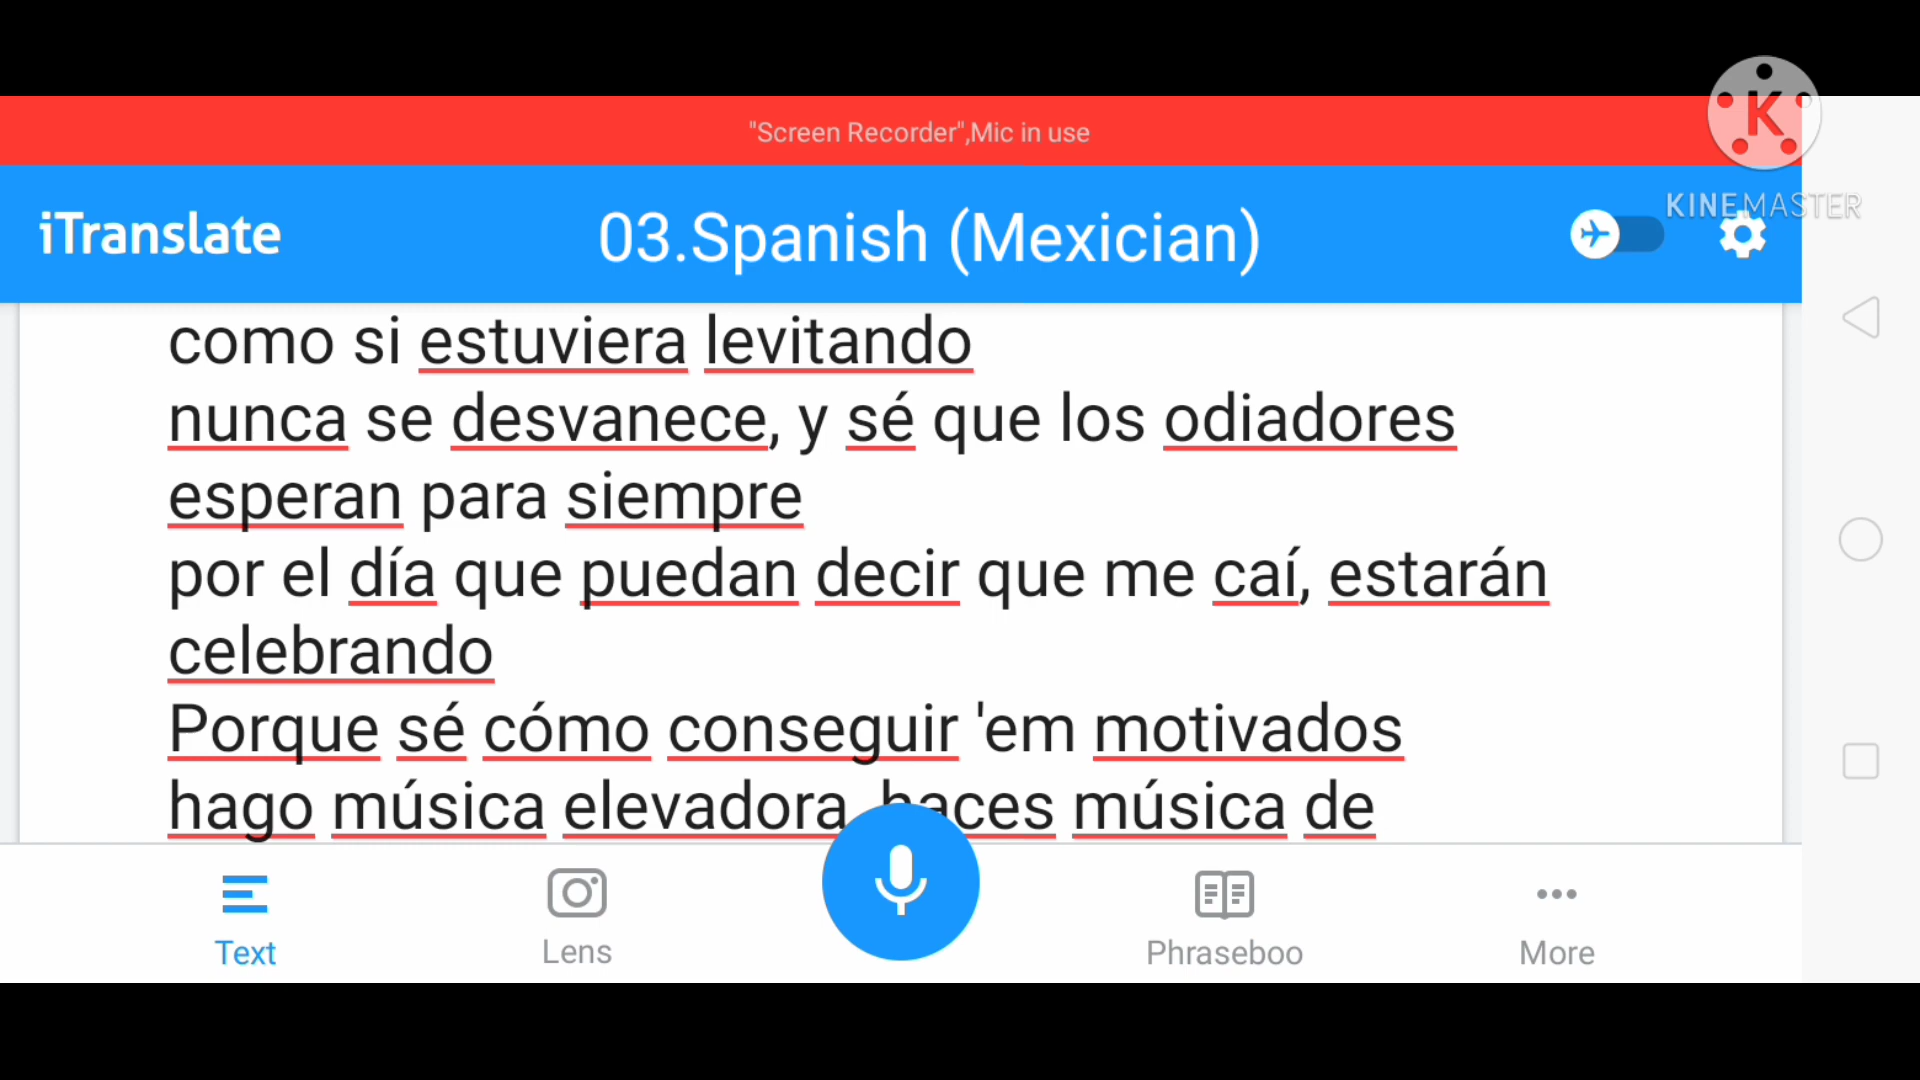 "Screen Recorder",Mic in use
K
KINEMASTER
iTranslate
03.Spanish (Mexician)
como si estuviera levitando
nunca se desvanece, y sé que los odiadores
esperan para siempre
por el día que puedan decir que me caí, estarán
celebrando
Porque sé cómo conseguir 'em motivados
hago música elevadora, haces música de
Text
Lens
Phraseboo
More